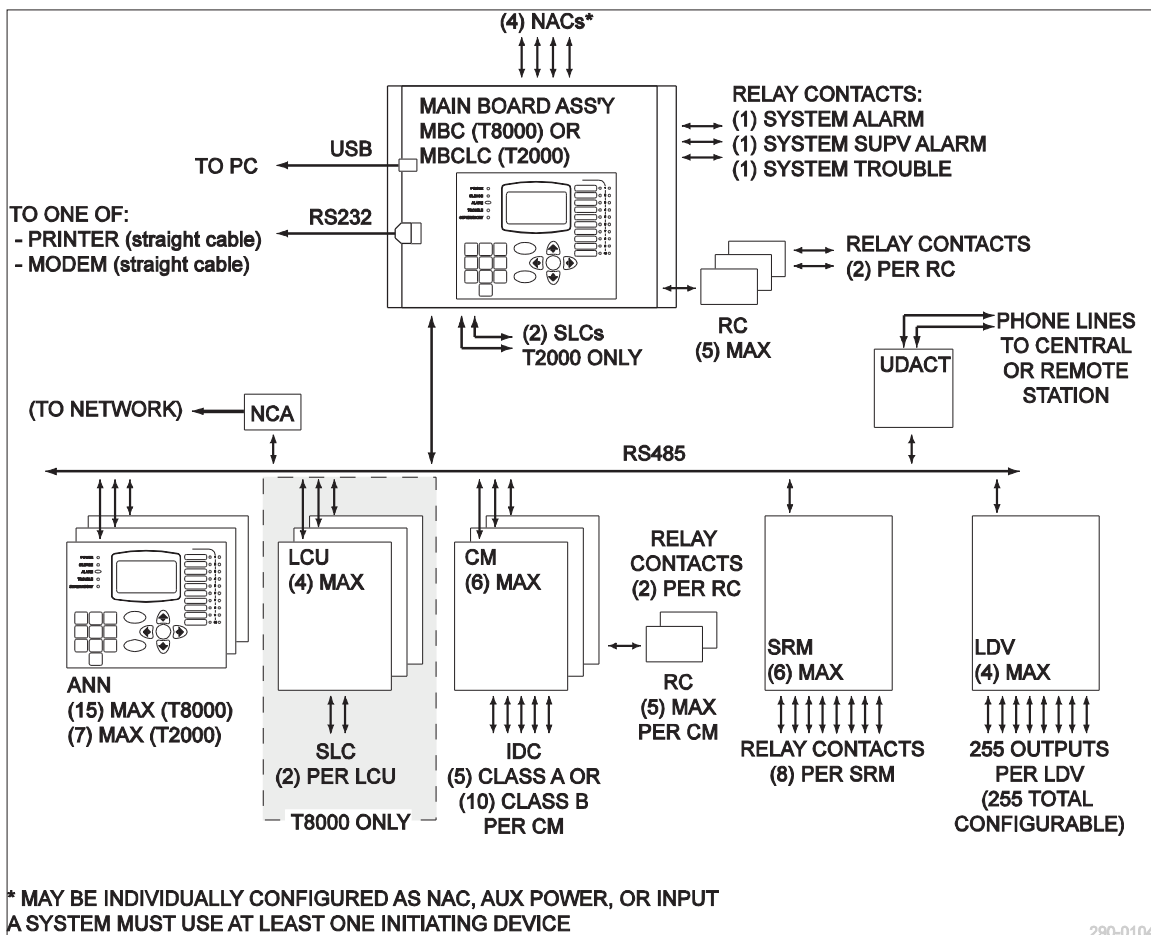 (4) NACs*
MAIN BOARD ASS'Y
MBC (T8000) OR
MBCLC (T2000)
RELAY CONTACTS:
(1) SYSTEM ALARM
(1) SYSTEM SUPV ALARM
(1) SYSTEM TROUBLE
USB
TO PC
TO ONE OF:
- PRINTER (straight cable)
- MODEM (straight cable)
RS232
RELAY CONTACTS
(2) PER RC
RC
(5) MAX
(2) SLCs
T2000 ONLY
PHONE LINES
TO CENTRAL
OR REMOTE
STATION
UDACT
(TO NETWORK)
NCA
RS485
ANN
(15) MAX (T8000)
(7) MAX (T2000)
LCU
(4) MAX
SLC
(2) PER LCU
T8000 ONLY
CM
(6) MAX
IDC
(5) CLASS A OR
(10) CLASS B
PER CM
RELAY
CONTACTS
(2) PER RC
RC
(5) MAX
PER CM
SRM
(6) MAX
RELAY CONTACTS
(8) PER SRM
LDV
(4) MAX
255 OUTPUTS
PER LDV
(255 TOTAL
CONFIGURABLE)
* MAY BE INDIVIDUALLY CONFIGURED AS NAC, AUX POWER, OR INPUT
A SYSTEM MUST USE AT LEAST ONE INITIATING DEVICE
290-0104